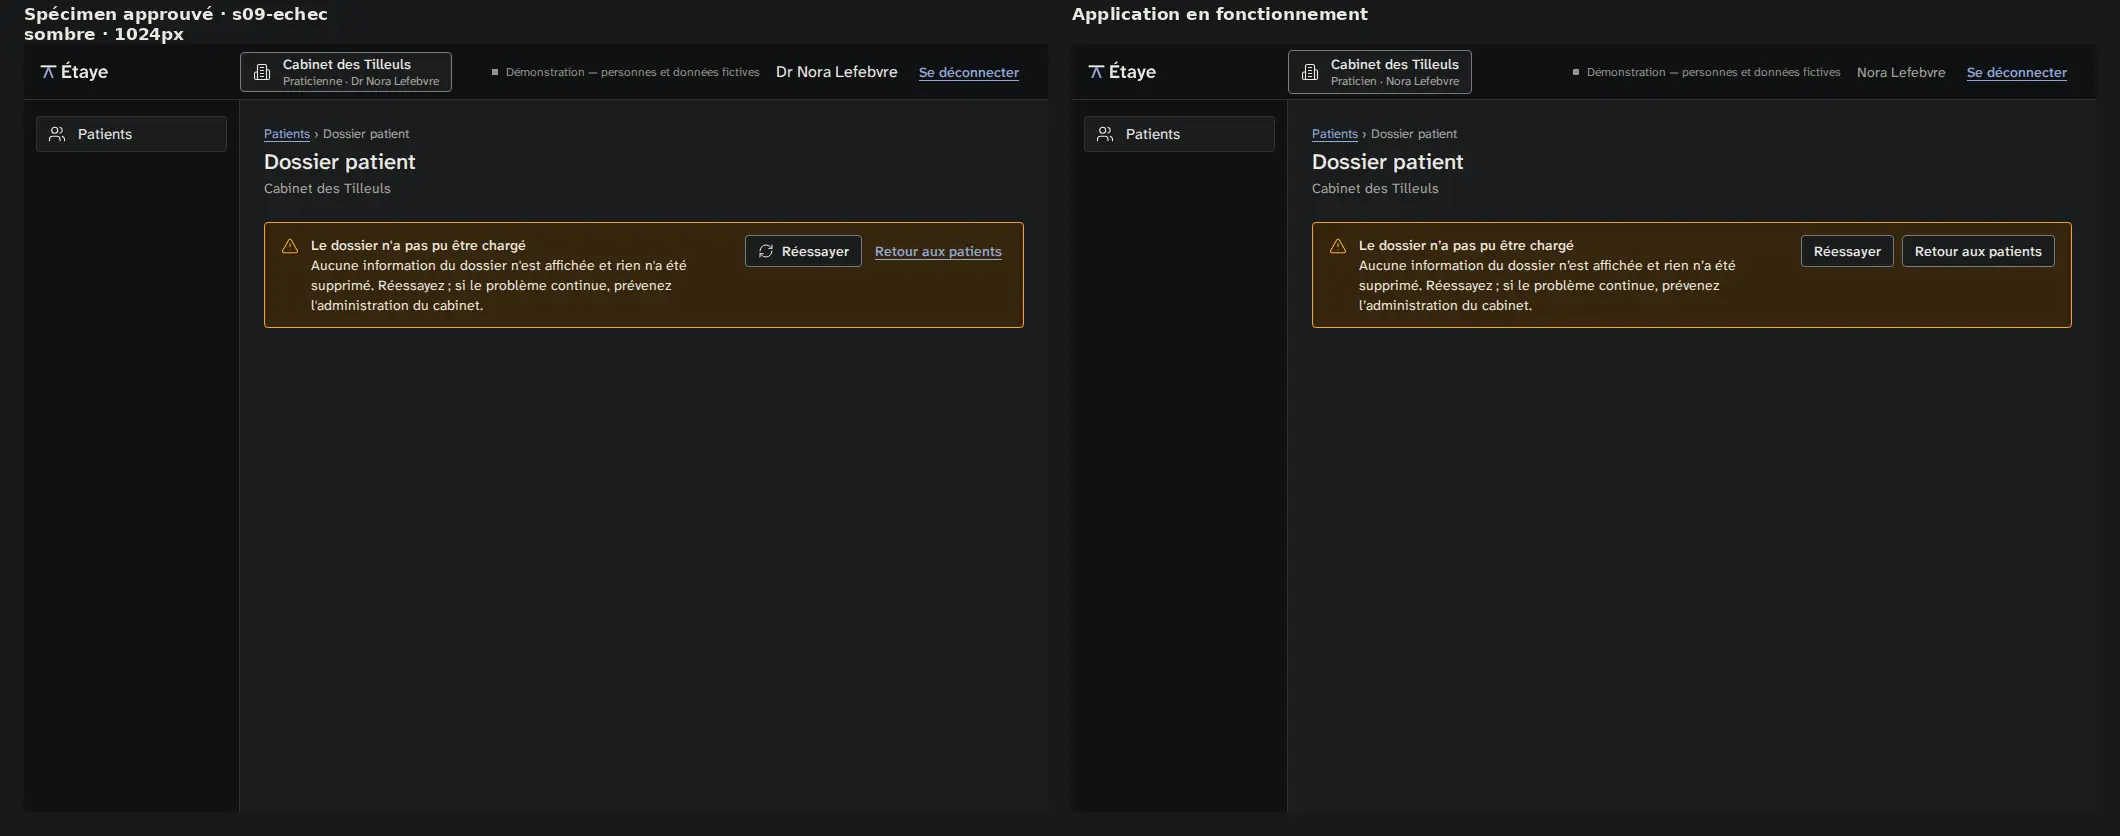 Spécimen approuvé · s09-echec
sombre · 1024px
Étaye
Cabinet des Tilleuls
Praticienne · Dr Nora Lefebvre
Démonstration — personnes et données fictives
Dr Nora Lefebvre
Se déconnecter
Patients
Patients › Dossier patient
Dossier patient
Cabinet des Tilleuls
Le dossier n'a pas pu être chargé
Aucune information du dossier n'est affichée et rien n'a été
supprimé. Réessayez ; si le problème continue, prévenez
l'administration du cabinet.
Réessayer
Retour aux patients
Application en fonctionnement
Étaye
Cabinet des Tilleuls
Praticien · Nora Lefebvre
Démonstration — personnes et données fictives
Nora Lefebvre
Se déconnecter
Patients
Patients › Dossier patient
Dossier patient
Cabinet des Tilleuls
Le dossier n’a pas pu être chargé
Aucune information du dossier n’est affichée et rien n’a été
supprimé. Réessayez ; si le problème continue, prévenez
l’administration du cabinet.
Réessayer
Retour aux patients